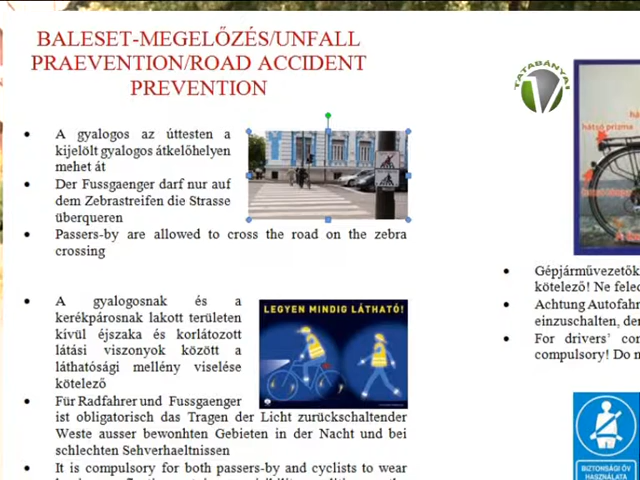 BALESET-MEGELŐZÉS/UNFALL
PRAEVENTION/ROAD ACCIDENT
PREVENTION
A gyalogos az úttesten a
kijelölt gyalogos átkelőhelyen
mehet át
Der Fussgaenger darf nur auf
dem Zebrastreifen die Strasse
überqueren
Passers-by are allowed to cross the road on the zebra
crossing
A gyalogosnak és a
kerékpárosnak lakott területen
kívül éjszaka és korlátozott
látási viszonyok között a
láthatósági mellény viselése
kötelező
Für Radfahrer und Fussgaenger
ist obligatorisch das Tragen der Licht zurückschaltender
Weste ausser bewohnten Gebieten in der Nacht und bei
schlechten Sehverhaeltnissen
It is compulsory for both passers-by and cyclists to wear
LEGYEN MINDIG LÁTHATÓ!
TATABÁNYAI
hátsó prizma
Gépjárművezetők
kötelező! Ne feled
Achtung Autofahr
einzuschalten, der
For drivers' con
compulsory! Do n
BIZTONSÁGI ÖV
HASZNÁLATA